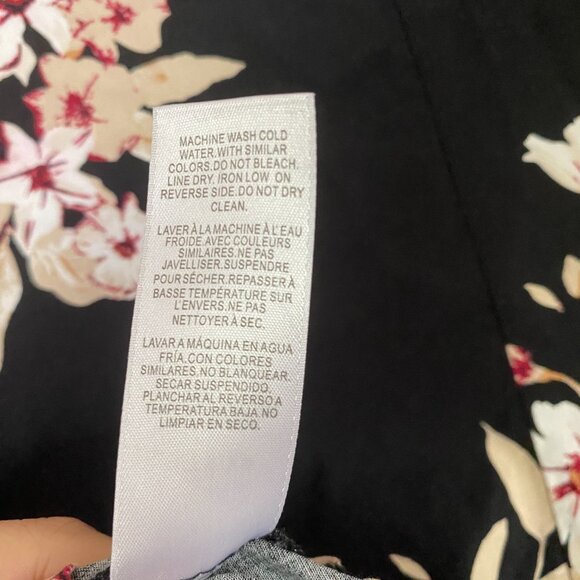 MACHINE WASH COLD
WATER.WITH SIMILAR
COLORS.DO NOT BLEACH.
LINE DRY. IRON LOW ON
REVERSE SIDE.DO NOT DRY
CLEAN.
LAVER À LA MACHINE À L'EAU
FROIDE.AVEC COULEURS
SIMILAIRES.NE PAS
JAVELLISER.SUSPENDRE
POUR SÉCHER.REPASSER À
BASSE TEMPÉRATURE SUR
L'ENVERS.NE PAS
NETTOYER À SEC.
LAVAR A MÁQUINA EN AGUA
FRÍA.CON COLORES
SIMILARES.NO BLANQUEAR.
SECAR SUSPENDIDO.
PLANCHAR AL REVERSO A
TEMPERATURA BAJA.NO
LIMPIAR EN SECO.